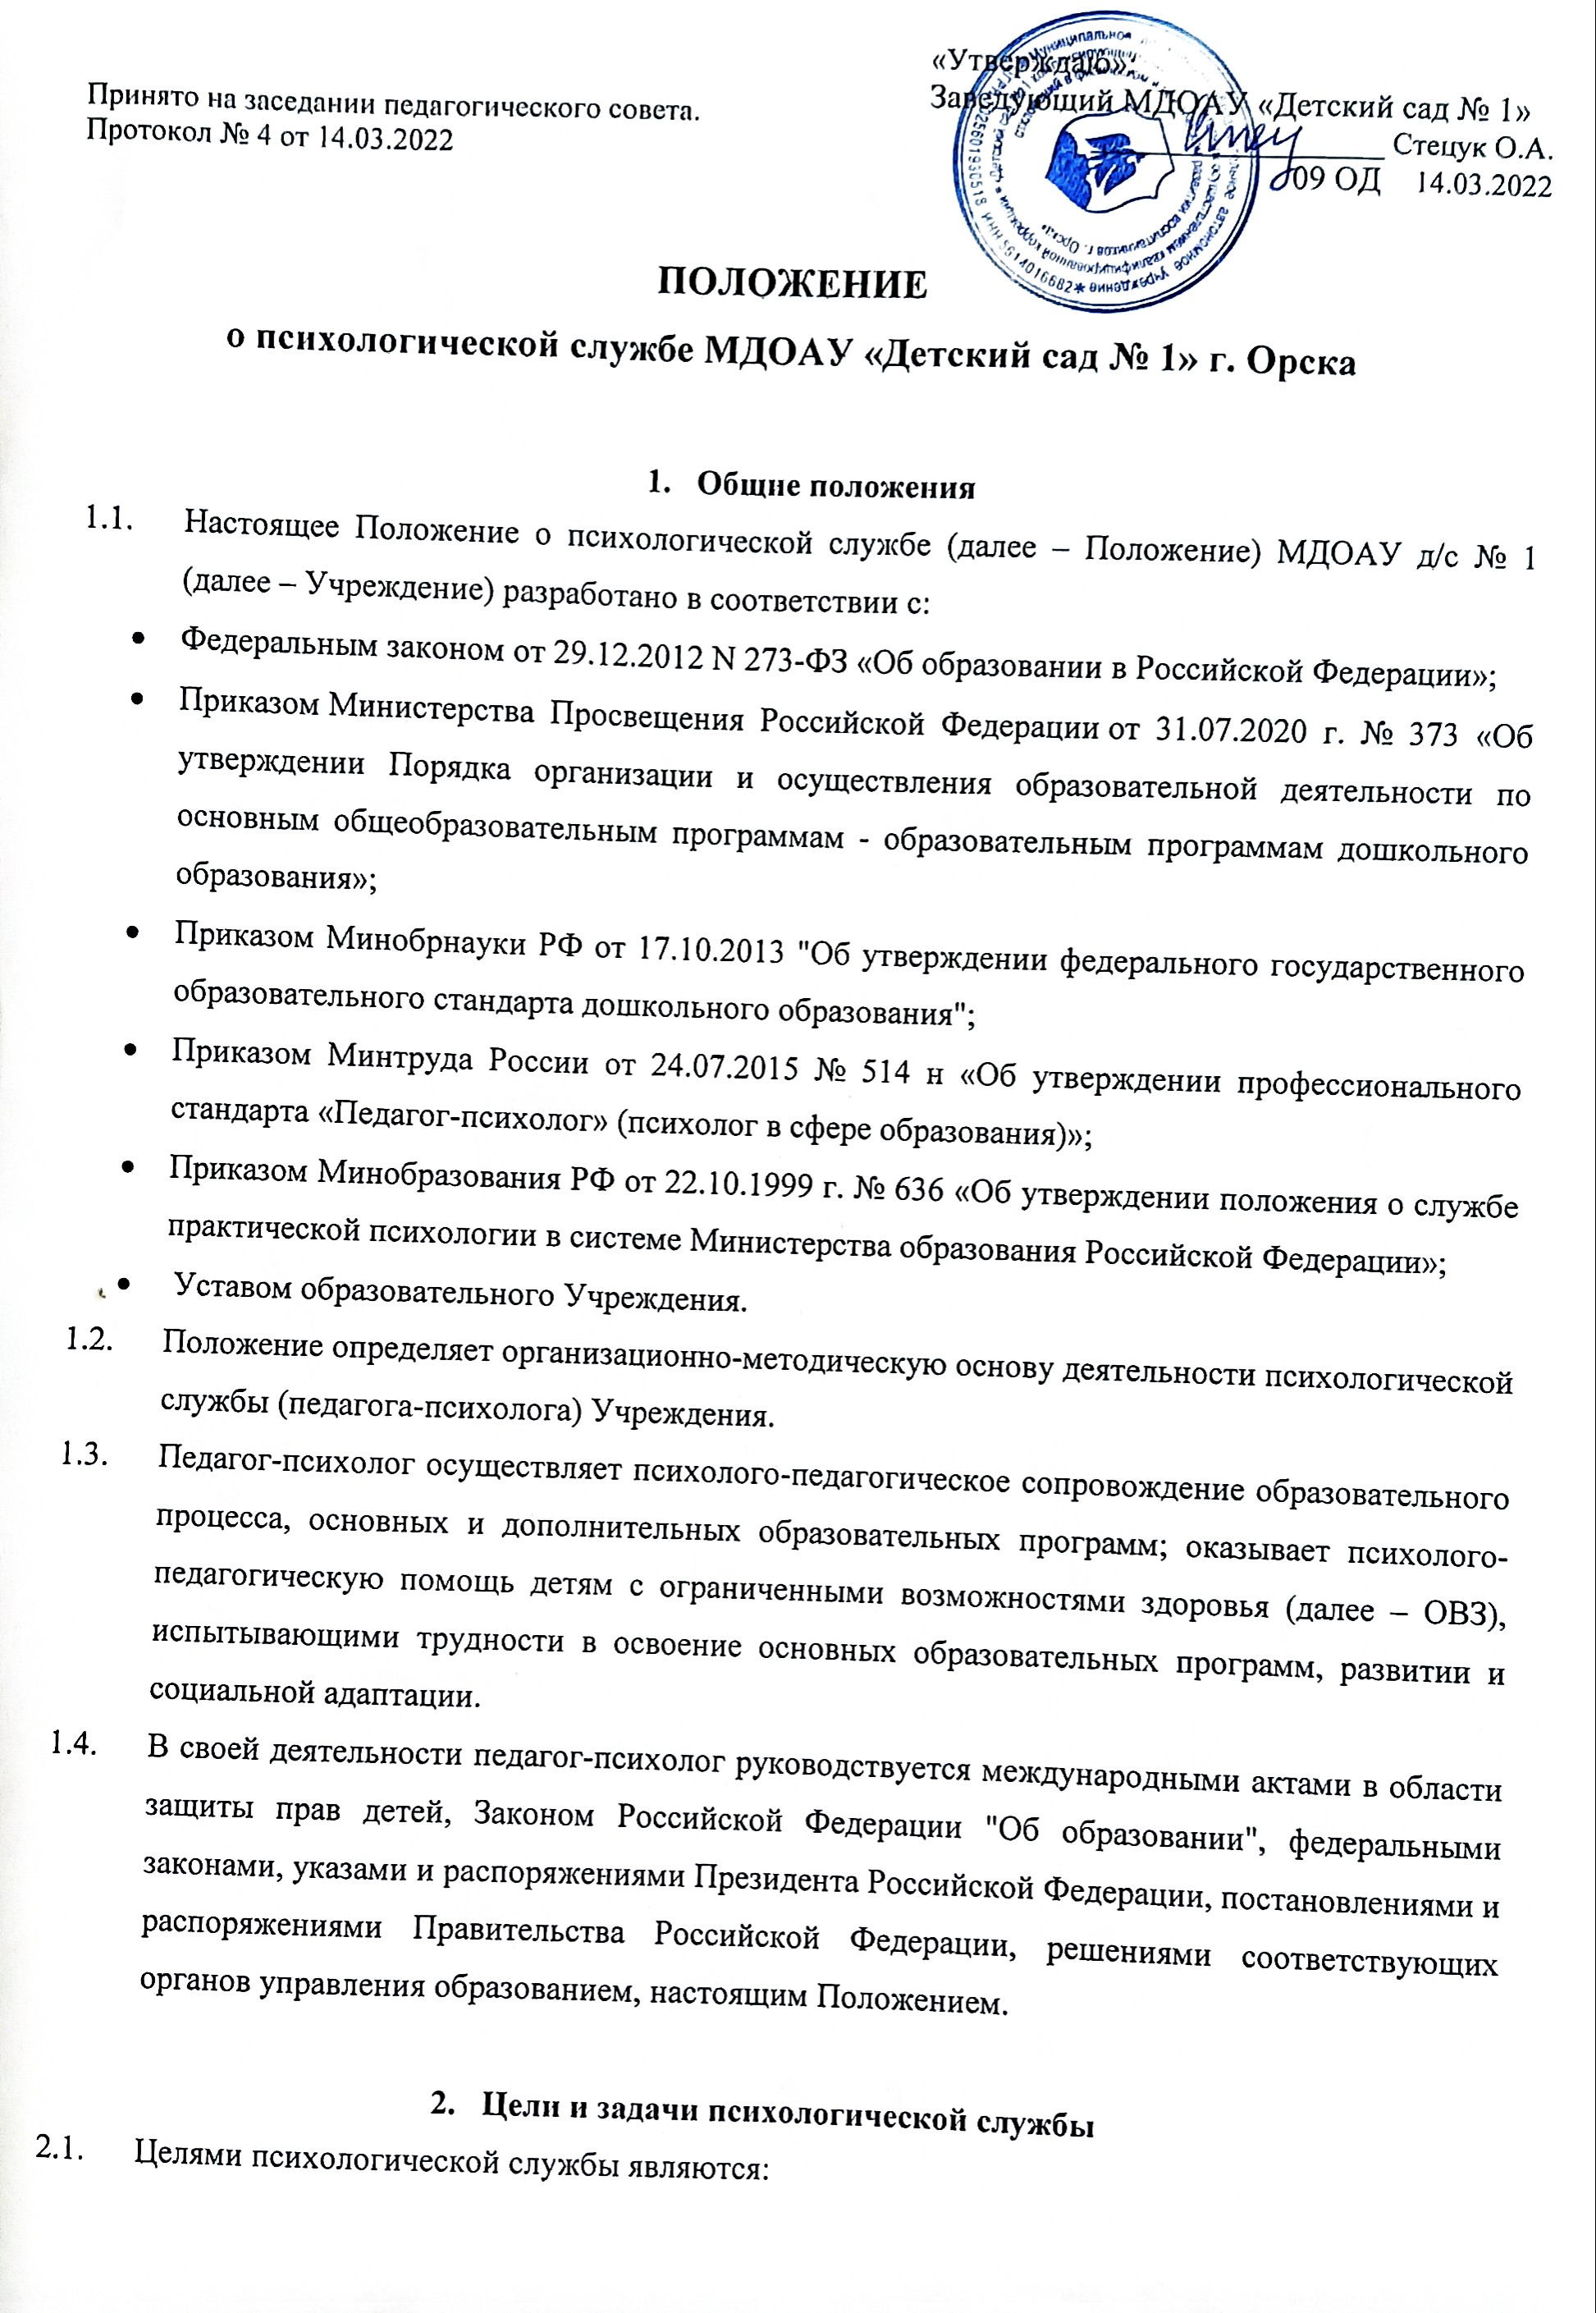 Принято на заседании педагогического совета.
Протокол № 4 от 14.03.2022
«Утверждаю»:
Заведующий МДОАУ «Детский сад № 1»
Стецук О.А.
09 ОД 14.03.2022
ПОЛОЖЕНИЕ
о психологической службе МДОАУ «Детский сад № 1» г. Орска
1. Общие положения
1.1. Настоящее Положение о психологической службе (далее – Положение) МДОАУ д/с № 1
(далее – Учреждение) разработано в соответствии с:
• Федеральным законом от 29.12.2012 N 273-ФЗ «Об образовании в Российской Федерации»;
• Приказом Министерства Просвещения Российской Федерации от 31.07.2020 г. № 373 «Об
утверждении Порядка организации и осуществления образовательной деятельности по
основным общеобразовательным программам - образовательным программам дошкольного
образования»;
• Приказом Минобрнауки РФ от 17.10.2013 "Об утверждении федерального государственного
образовательного стандарта дошкольного образования";
• Приказом Минтруда России от 24.07.2015 № 514 н «Об утверждении профессионального
стандарта «Педагог-психолог» (психолог в сфере образования)»;
• Приказом Минобразования РФ от 22.10.1999 г. № 636 «Об утверждении положения о службе
практической психологии в системе Министерства образования Российской Федерации»;
• Уставом образовательного Учреждения.
1.2. Положение определяет организационно-методическую основу деятельности психологической
службы (педагога-психолога) Учреждения.
1.3. Педагог-психолог осуществляет психолого-педагогическое сопровождение образовательного
процесса, основных и дополнительных образовательных программ; оказывает психолого-
педагогическую помощь детям с ограниченными возможностями здоровья (далее – ОВЗ),
испытывающими трудности в освоение основных образовательных программ, развитии и
социальной адаптации.
1.4. В своей деятельности педагог-психолог руководствуется международными актами в области
защиты прав детей, Законом Российской Федерации "Об образовании", федеральными
законами, указами и распоряжениями Президента Российской Федерации, постановлениями и
распоряжениями Правительства Российской Федерации, решениями соответствующих
органов управления образованием, настоящим Положением.
2. Цели и задачи психологической службы
2.1. Целями психологической службы являются: